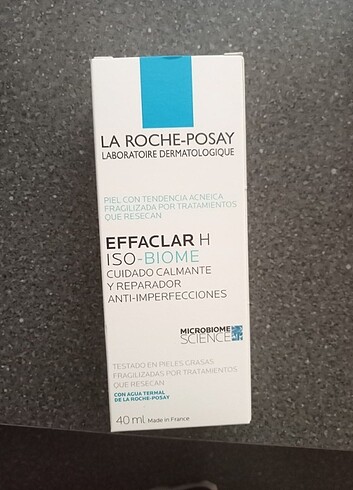 LA ROCHE-POSAY
LABORATOIRE DERMATOLOGIQUE
PIEL CON TENDENCIA ACNEICA
FRAGILIZADA POR TRATAMIENTOS
QUE RESECAN
EFFACLAR H
ISO-BIOME
CUIDADO CALMANTE
Y REPARADOR
ANTI-IMPERFECCIONES
MICROBIOME
SCIENCE
TESTADO EN PIELES GRASAS
FRAGILIZADAS POR TRATAMIENTOS
QUE RESECAN
CON AGUA TERMAL
DE LA ROCHE-POSAY
40 ml Made in France